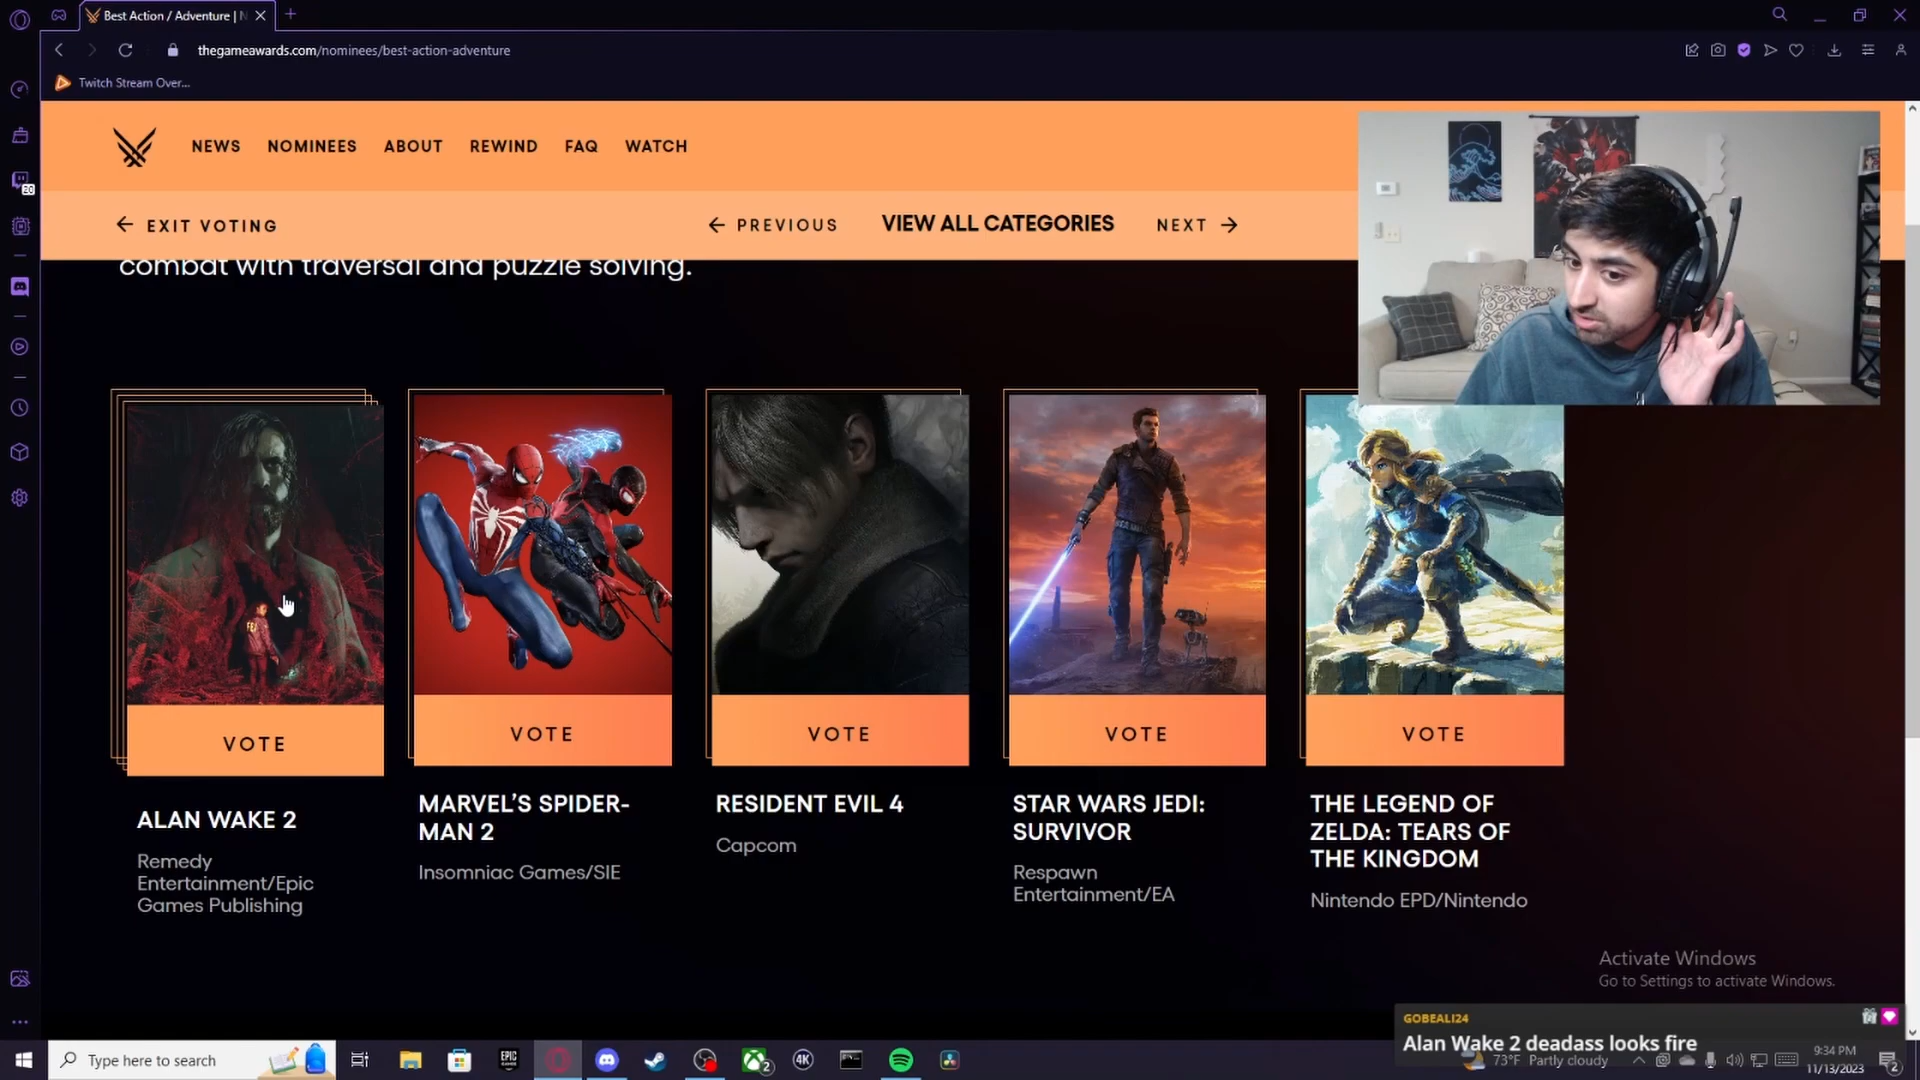 Best Action / Adventure | N
thegameawards.com/nominees/best-action-adventure
Twitch Stream Over...
20
NEWS NOMINEES ABOUT REWIND FAQ WATCH
← EXIT VOTING ← PREVIOUS VIEW ALL CATEGORIES NEXT →
combat with traversal and puzzle solving.
VOTE VOTE VOTE VOTE VOTE
ALAN WAKE 2
Remedy
Entertainment/Epic
Games Publishing
MARVEL’S SPIDER-
MAN 2
Insomniac Games/SIE
RESIDENT EVIL 4
Capcom
STAR WARS JEDI:
SURVIVOR
Respawn
Entertainment/EA
THE LEGEND OF
ZELDA: TEARS OF
THE KINGDOM
Nintendo EPD/Nintendo
Activate Windows
Go to Settings to activate Windows.
GOBEALI24
Alan Wake 2 deadass looks fire
Type here to search
EPIC
2
4K
73°F Partly cloudy
9:34 PM
11/13/2023
2